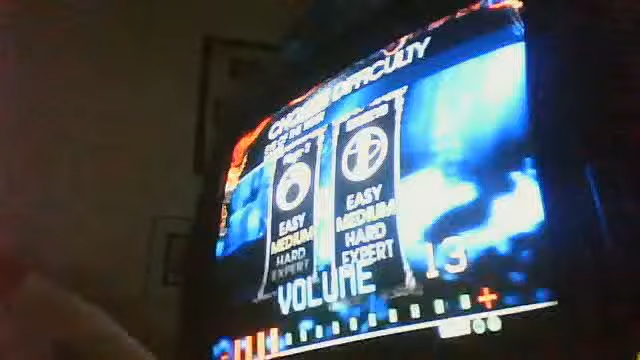 CHOOSE DIFFICULTY
EASY
MEDIUM
HARD
EXPERT
EASY
MEDIUM
HARD
EXPERT
VOLUME 13